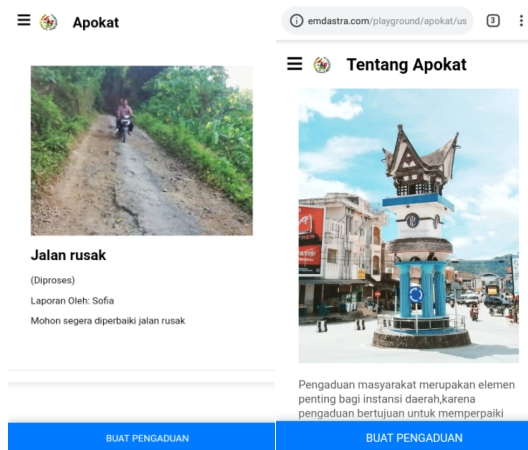 Apokat
Jalan rusak
(Diproses)
Laporan Oleh: Sofia
Mohon segera diperbaiki jalan rusak
BUAT PENGADUAN
emdastra.com/playground/apokat/us
3
Tentang Apokat
Pengaduan masyarakat merupakan elemen
penting bagi instansi daerah,karena
pengaduan bertujuan untuk memperpaiki
BUAT PENGADUAN